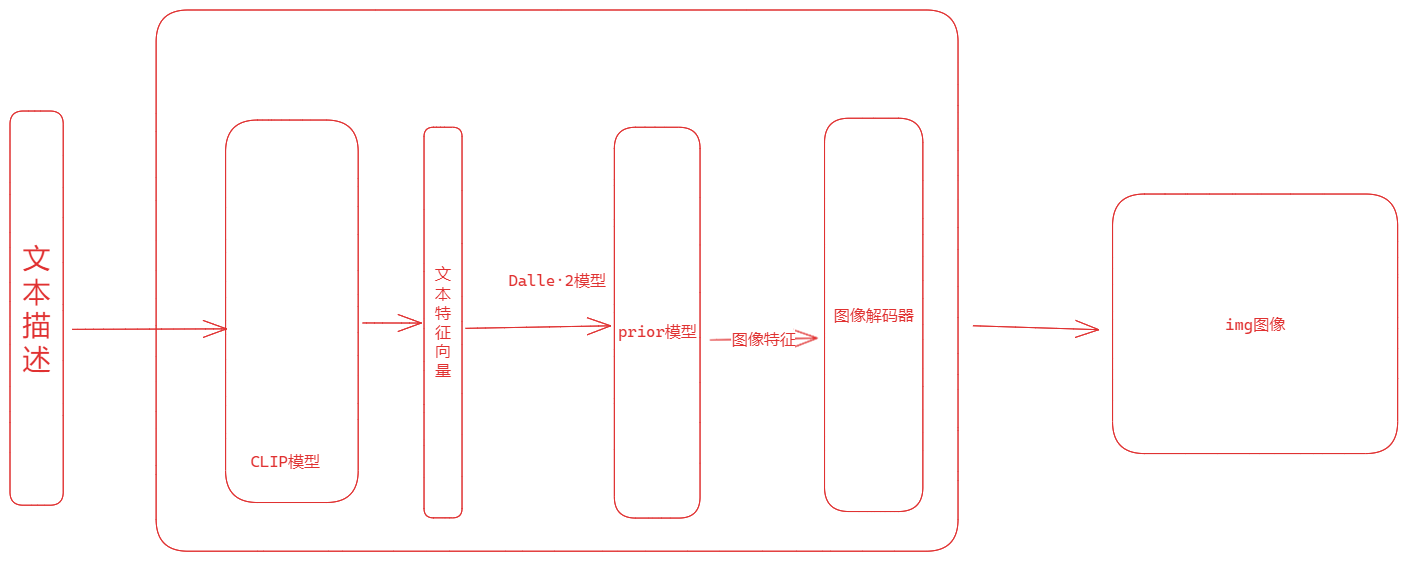 文本描述
CLIP模型
文本特征向量
Dalle·2模型
prior模型
图像特征
图像解码器
img图像